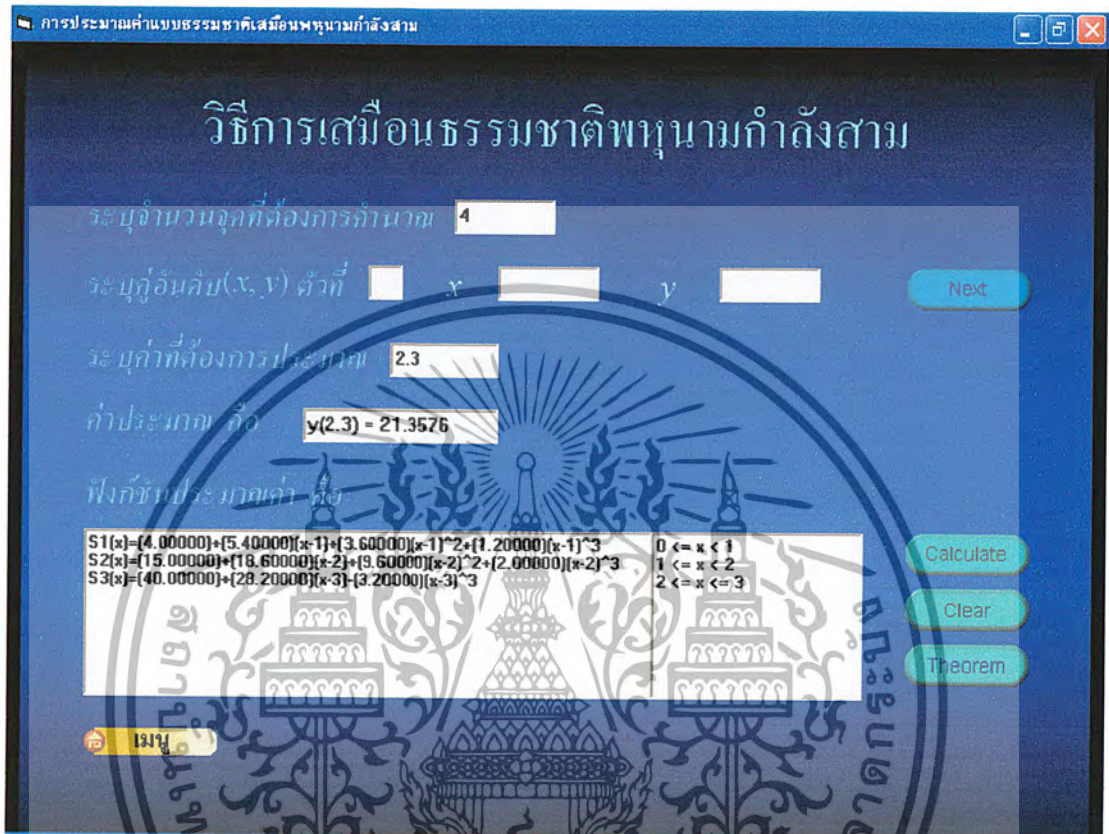 การประมาณค่าแบบธรรมชาติเสมือนพหุนามกำลังสาม
วิธีการเสมือนธรรมชาติพหุนามกำลังสาม
ระบุจำนวนจุดที่ต้องการคำนวณ 4
ระบุคู่อันดับ(x, y) ตัวที่ x y Next
ระบุค่าที่ต้องการประมาณ 2.3
ค่าประมาณ คือ y(2.3) = 21.3576
ฟังก์ชันประมาณค่า คือ
S1(x)=(4.00000)+(5.40000)(x-1)+(3.60000)(x-1)^2+(1.20000)(x-1)^3 0 <= x < 1
S2(x)=(15.00000)+(18.60000)(x-2)+(9.60000)(x-2)^2+(2.00000)(x-2)^3 1 <= x < 2
S3(x)=(40.00000)+(28.20000)(x-3)-(3.20000)(x-3)^3 2 <= x <= 3
Calculate
Clear
Theorem
เมนู